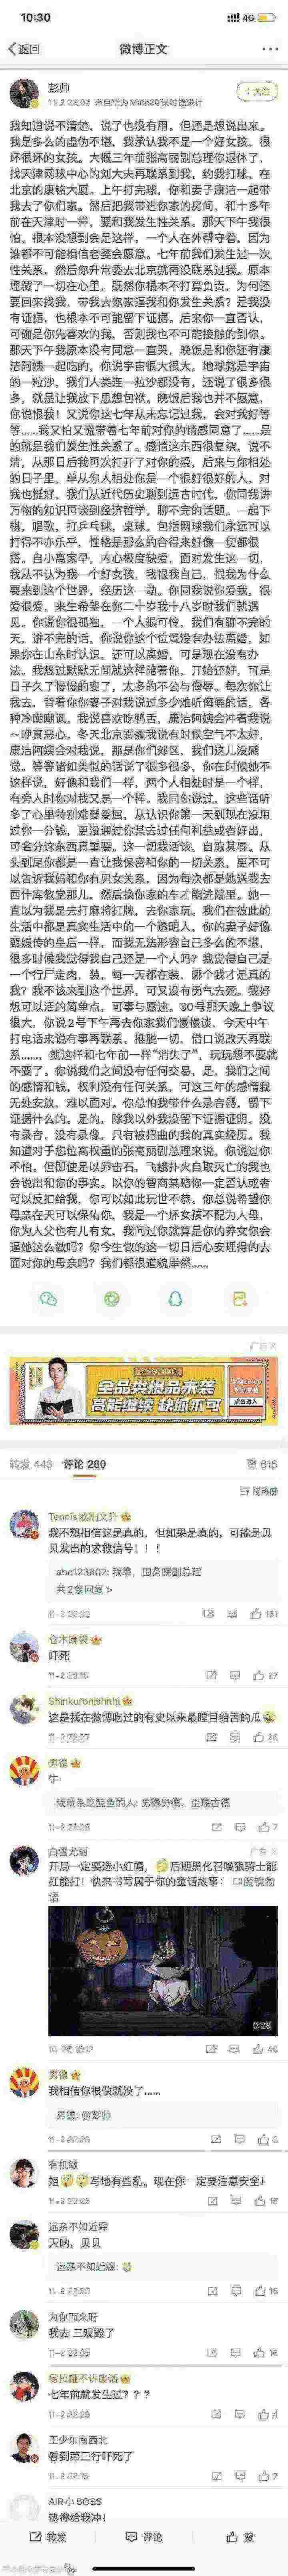 10:30
4G
返回
微博正文
彭帅
11-2 22:07 来自华为Mate20保时捷设计
+关注
我知道说不清楚，说了也没有用。但还是想说出来。
我是多么的虚伪不堪，我承认我不是一个好女孩，很
坏很坏的女孩。大概三年前张高丽副总理你退休了，
找天津网球中心的刘大夫再联系到我，约我打球，在
北京的康铭大厦。上午打完球，你和妻子康洁一起带
我去了你们家。然后把我带进你家的房间，和十多年
前在天津时一样，要和我发生性关系。那天下午我很
怕，根本没想到会是这样，一个人在外帮守着，因为
谁都不可能相信老婆会愿意。七年前我们发生过一次
性关系，然后你升常委去北京就再没联系过我。原本
埋藏了一切在心里，既然你根本不打算负责，为何还
要回来找我、带我去你家逼我和你发生关系？是我没
有证据、也根本不可能留下证据。后来你一直否认，
可确是你先喜欢的我，否则我也不可能接触的到你。
那天下午我原本没有同意一直哭，晚饭是和你还有康
洁阿姨一起吃的，你说宇宙很大很大，地球就是宇宙
的一粒沙，我们人类连一粒沙都没有，还说了很多很
多，就是让我放下思想包袱。晚饭后我也并不愿意，
你说恨我！又说你这七年从未忘记过我，会对我好等
等……我又怕又慌带着七年前对你的情感同意了……是
的就是我们发生性关系了。感情这东西很复杂，说不
清，从那日后我再次打开了对你的爱，后来与你相处
的日子里，单从你人相处你是一个很好很好的人，对
我也挺好，我们从近代历史聊到远古时代，你同我讲
万物的知识再谈到经济哲学，聊不完的话题。一起下
棋，唱歌，打乒乓球，桌球，包括网球我们永远可以
打得不亦乐乎，性格是那么的合得来好像一切都很
搭。自小离家早，内心极度缺爱，面对发生这一切，
我从不认为我一个好女孩，我恨我自己，恨我为什么
要来到这个世界，经历这一劫。你同我说你爱我，很
爱很爱，来生希望在你二十岁我十八岁时我们就遇
见。你说你很孤独，一个人很可怜，我们有聊不完的
天，讲不完的话，你说你这个位置没有办法离婚，如
果你在山东时认识，还可以离婚，可是现在没有办
法。我想过默默无闻就这样陪着你，开始还好，可是
日子久了慢慢的变了，太多的不公与侮辱。每次你让
我去，背着你你妻子对我说过多少难听侮辱的话，各
种冷嘲嘲讽。我说喜欢吃鸭舌，康洁阿姨会冲着我说
~咿真恶心。冬天北京雾霾我说有时候空气不太好，
康洁阿姨会对我说，那是你们郊区，我们这儿没感
觉。等等诸如类似的话说了很多很多，你在时候她不
这样说，好像和我们一样，两个人相处时是一个样，
有旁人时你对我又是一个样。我同你说过，这些话听
多了心里特别难受委屈。从认识你第一天到现在没用
过你一分钱，更没通过你某去过任何利益或者好出，
可名分这东西真重要。这一切我活该、自取其辱。从
头到尾你都是一直让我保密和你的一切关系，更不可
以告诉我妈和你有男女关系，因为每次都是她送我去
西什库教堂那儿，然后换你家的车才能进院里。她一
直以为我是去打麻将打牌，去你家玩。我们在彼此的
生活中都是真实生活中的一个透明人，你的妻子好像
甄嬛传的皇后一样，而我无法形容自己多么的不堪，
很多时候我觉得我自己还是一个人吗？我觉得自己是
一个行尸走肉，装，每一天都在装，那个我才是真的
我？我不该来到这个世界，可又没有勇气去死。我好
想可以活的简单点，可事与愿违。30号那天晚上争议
很大，你说2号下午再去你家我们慢慢谈，今天中午
打电话来说有事再联系，推脱一切，借口说改天再联
系……，就这样和七年前一样“消失了”，玩玩想不要就
不要了。你说我们之间没有任何交易，是，我们之间
的感情和钱，权利没有任何关系，可这三年的感情我
无处安放，难以面对。你总怕我带什么录音器，留下
证据什么的。是的，除我以外我没留下证据证明，没
有录音，没有录像，只有被扭曲的我的真实经历。我
知道对于您位高权重的张高丽副总理来说，你说过你
不怕。但即使是以卵击石，飞蛾扑火自取灭亡的我也
会说出和你的事实。以你的智商某略你一定否认或者
可以反扣给我，你可以如此玩世不恭。你总说希望你
母亲在天可以保佑你，我是一个坏女孩不配为人母，
你为人父也有儿有女，我问过你就算是你的养女你会
逼她这么做吗？你今生做的这一切日后心安理得的去
面对你的母亲吗？我们都很道貌岸然……
广告
全品类爆品来袭
高能继续 缺你不可
点击进入
转发 443 评论 280
赞 816
按热度
Tennis欧阳文升
我不想相信这是真的，但如果是真的，可能是贝
贝发出的求救信号！！！
abc123802: 我靠，国务院副总理
共2条回复>
11-2 22:20
151
仓木麻袋
吓死
11-2 22:15
37
Shinkuronishithi
这是我在微博吃过的有史以来最瞠目结舌的瓜
11-2 22:27
26
男德
牛
我就系吃鲸鱼的人: 男德男德，歪瑞古德
11-2 22:28
7
白雪尤丽
广告
开局一定要选小红帽，后期黑化召唤狼骑士能
扛能打！快来书写属于你的童话故事：魔镜物
语
0:28
40
男德
我相信你很快就没了……
男德: @彭帅
11-2 22:29
2
有机敏
姐写地有些乱。现在你一定要注意安全！
18
远亲不如近霖
天呐，贝贝
远亲不如近霖:
11-2 22:20
15
为你而来呀
我去 三观毁了
11-2 22:08
16
易拉罐不讲废话
七年前就发生过？？？
11-2 22:29
4
王少东南西北
看到第三行吓死了
11-2 22:15
7
AIR小BOSS
热搜给我冲！
转发
评论
赞